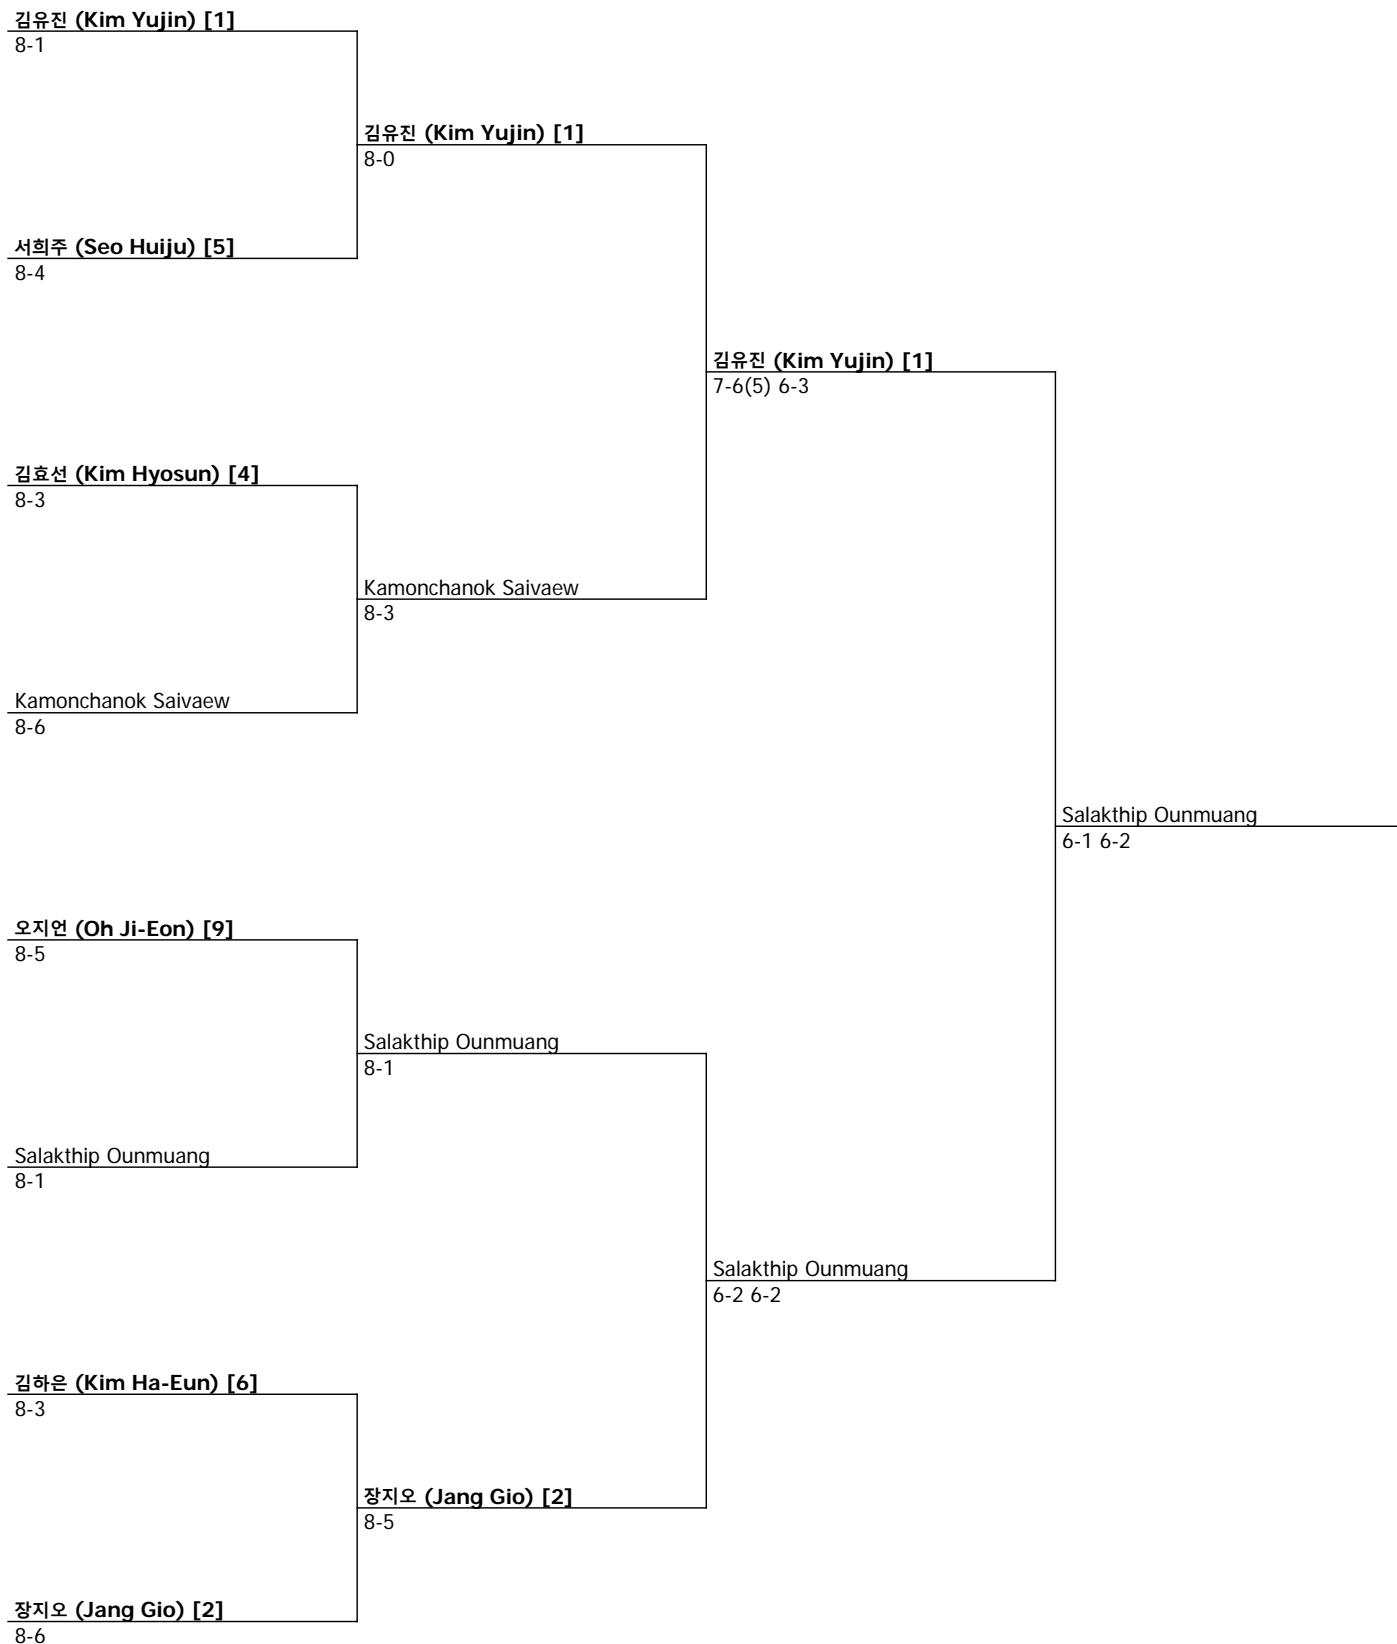 김유진 (Kim Yujin) [1]
8-1
김유진 (Kim Yujin) [1]
8-0
서희주 (Seo Huiju) [5]
8-4
김유진 (Kim Yujin) [1]
7-6(5) 6-3
김효선 (Kim Hyosun) [4]
8-3
Kamonchanok Saivaew
8-3
Kamonchanok Saivaew
8-6
Salakthip Ounmuang
6-1 6-2
오지언 (Oh Ji-Eon) [9]
8-5
Salakthip Ounmuang
8-1
Salakthip Ounmuang
8-1
Salakthip Ounmuang
6-2 6-2
김하은 (Kim Ha-Eun) [6]
8-3
장지오 (Jang Gio) [2]
8-5
장지오 (Jang Gio) [2]
8-6